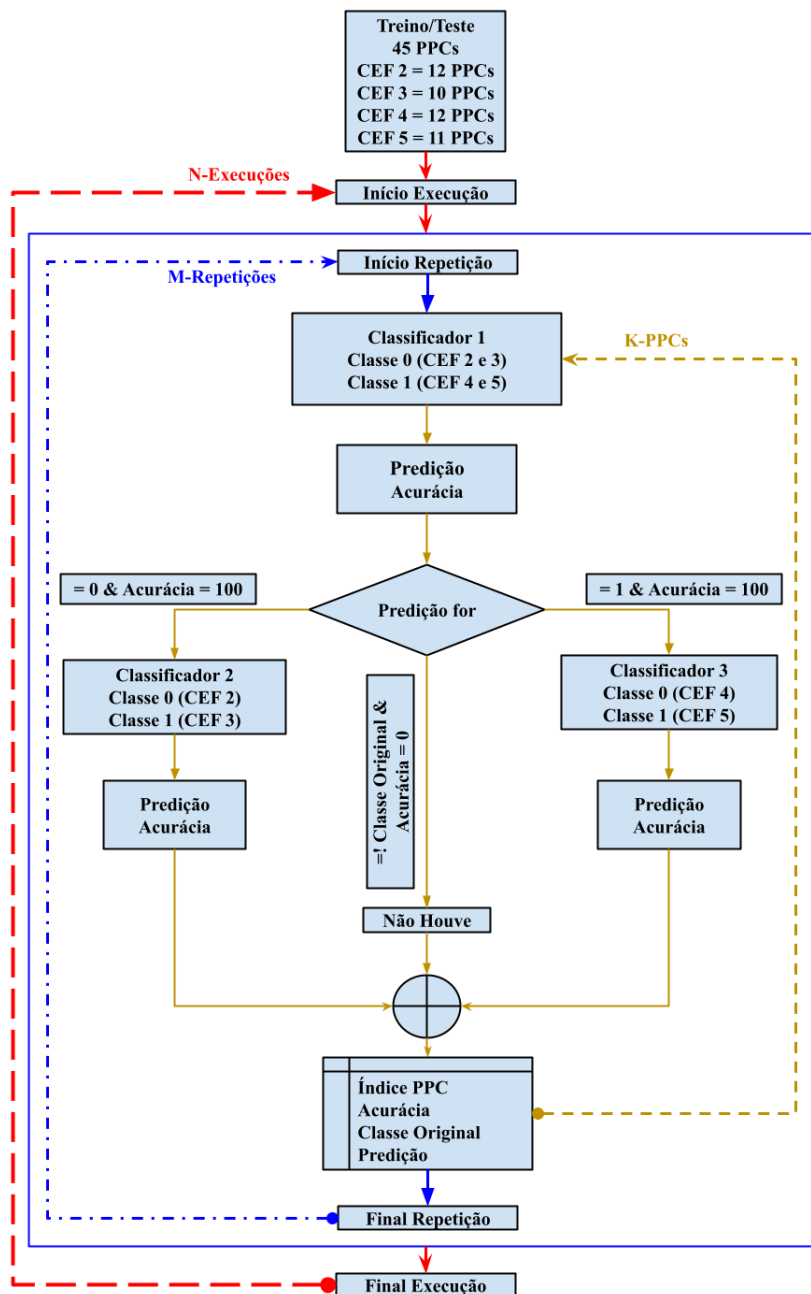 Treino/Teste
45 PPCs
CEF 2 = 12 PPCs
CEF 3 = 10 PPCs
CEF 4 = 12 PPCs
CEF 5 = 11 PPCs
N-Execuções
Início Execução
Início Repetição
M-Repetições
Classificador 1
Classe 0 (CEF 2 e 3)
Classe 1 (CEF 4 e 5)
K-PPCs
Predição
Acurácia
= 0 & Acurácia = 100
Predição for
= 1 & Acurácia = 100
Classificador 2
Classe 0 (CEF 2)
Classe 1 (CEF 3)
=! Classe Original &
Acurácia = 0
Classificador 3
Classe 0 (CEF 4)
Classe 1 (CEF 5)
Predição
Acurácia
Predição
Acurácia
Não Houve
Índice PPC
Acurácia
Classe Original
Predição
Final Repetição
Final Execução